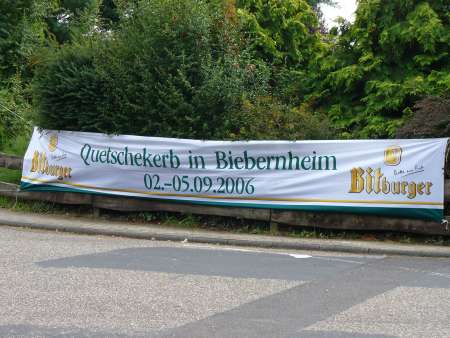 Quetschekerb in Biebernheim
02.-05.09.2006
Bitburger
Bitburger